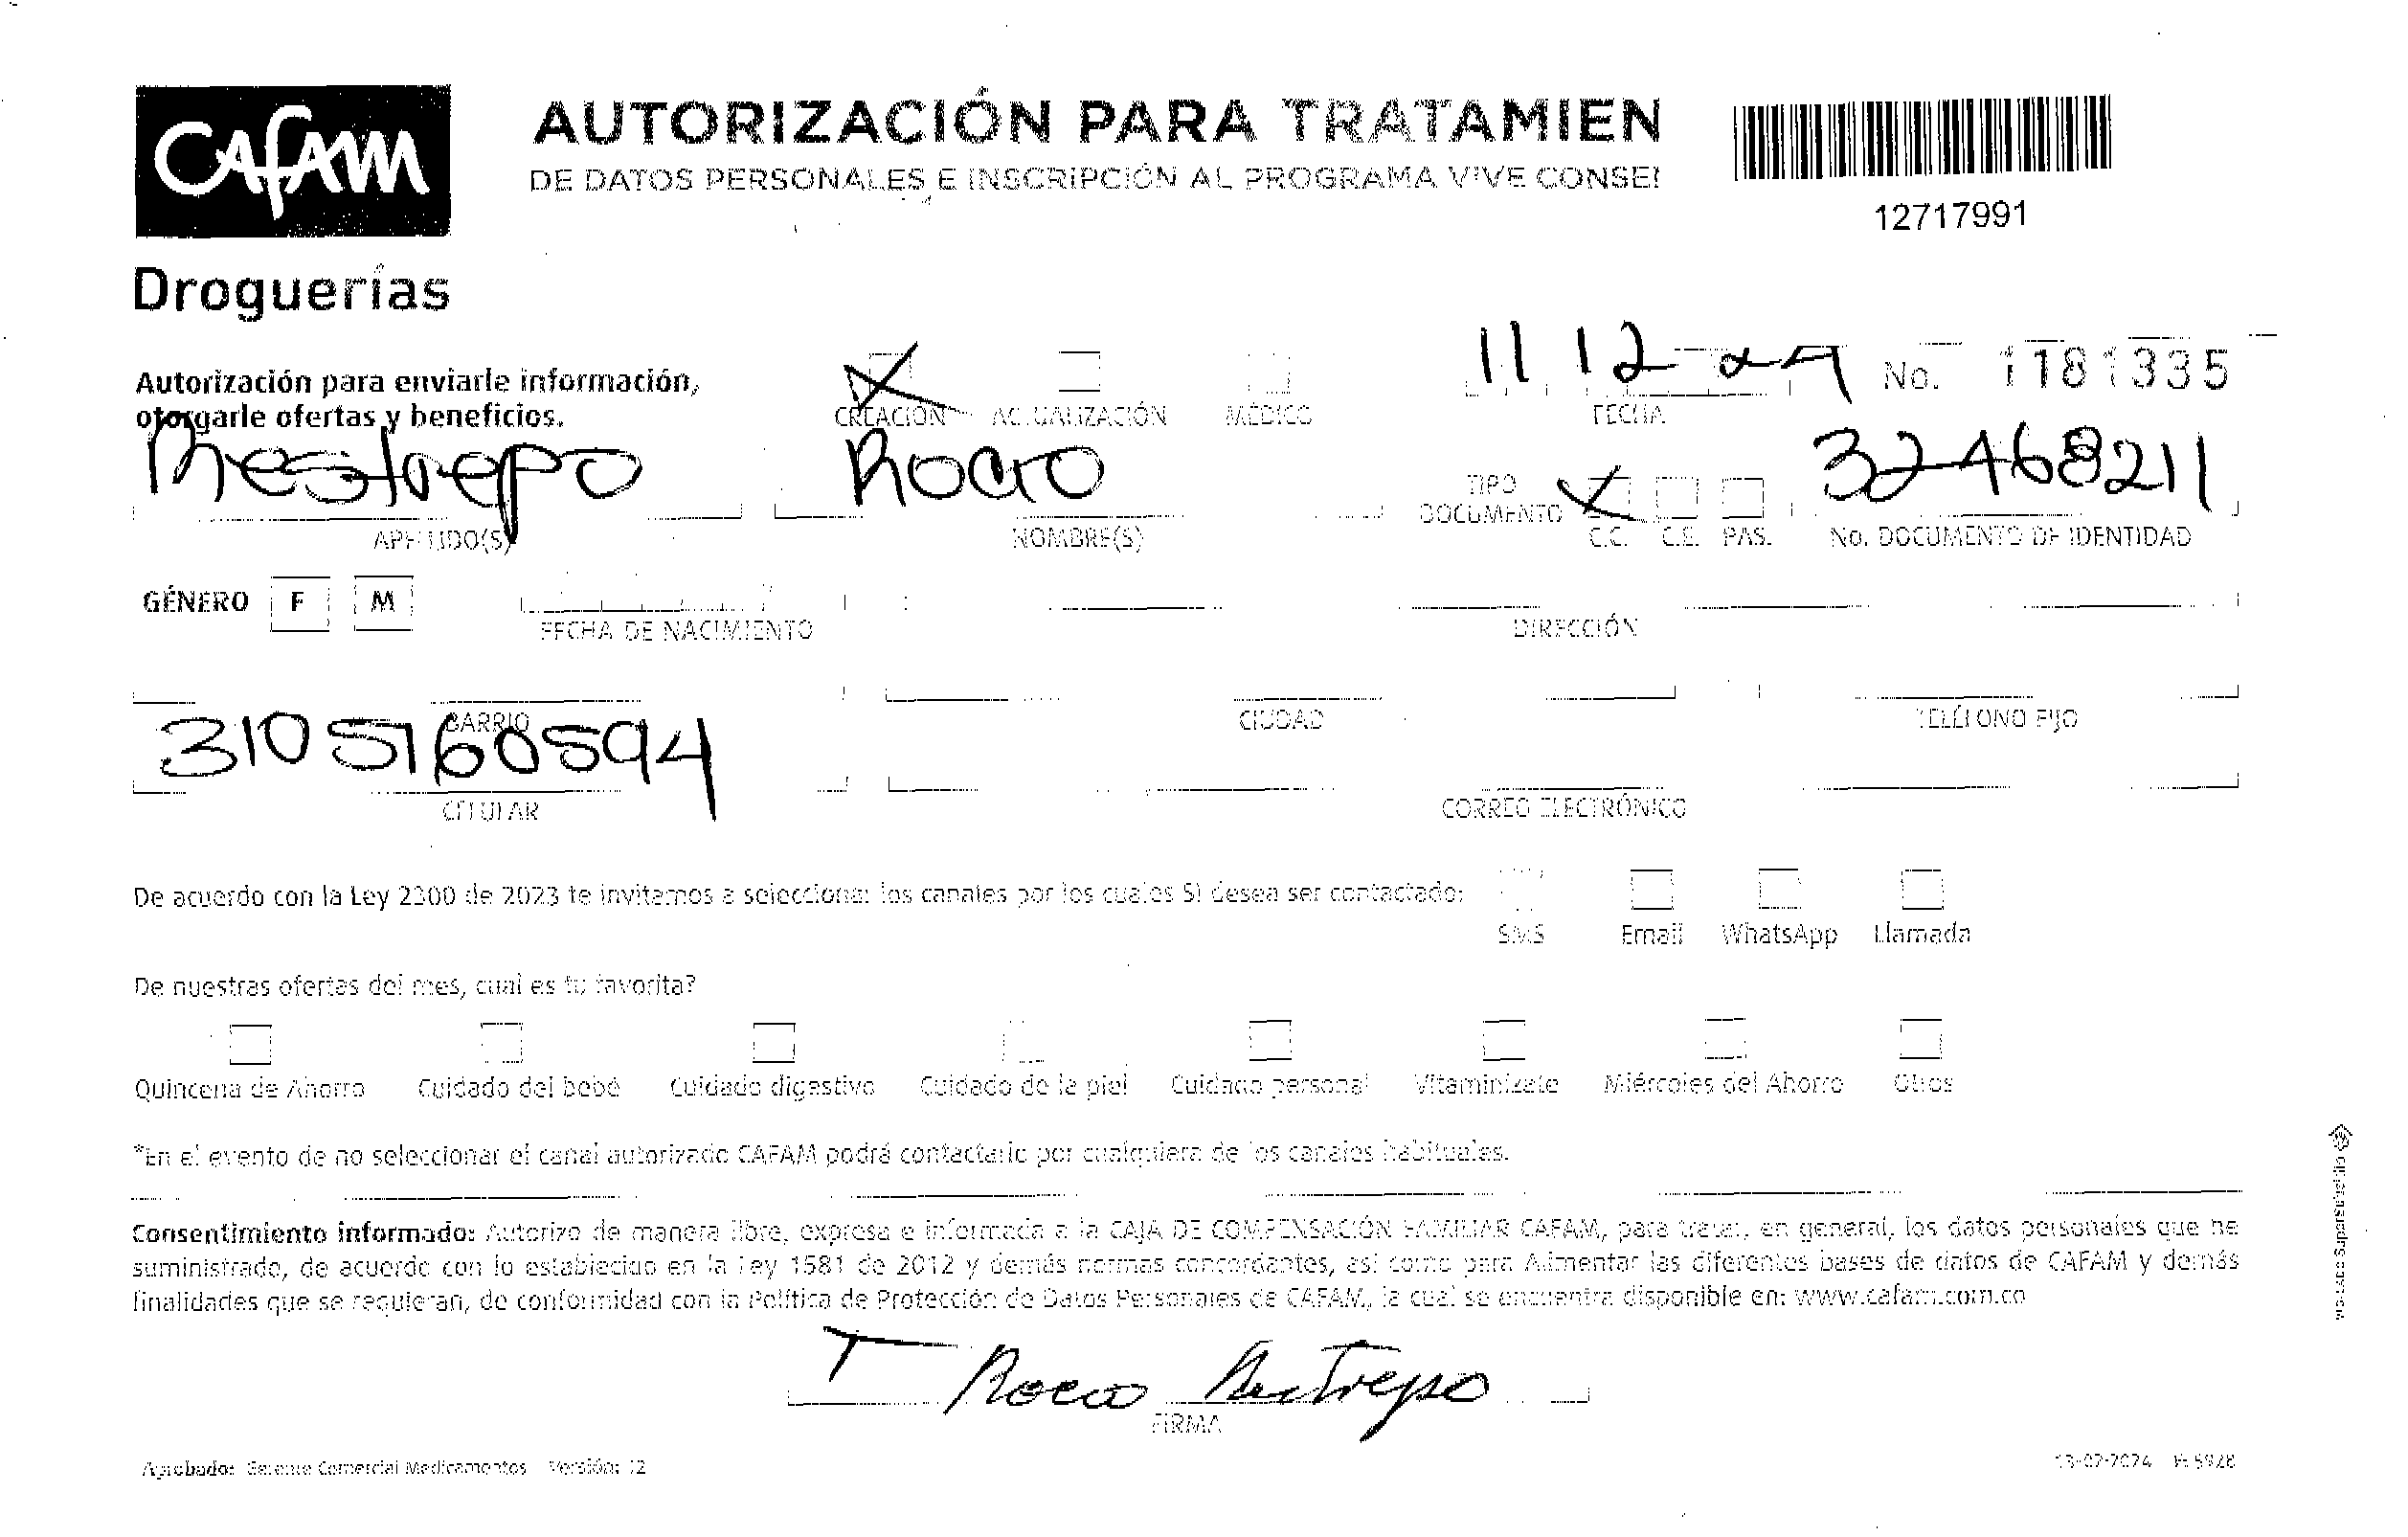 CAFAM
Droguerías
AUTORIZACIÓN PARA TRATAMIEN
DE DATOS PERSONALES E INSCRIPCIÓN AL PROGRAMA VIVE CONSEI
12717991
Autorización para enviarle información,
otorgarle ofertas y beneficios.
CREACIÓN ACTUALIZACIÓN MÉDICO
11 12 24
FECHA
No. 1181335
Restrepo Rocio
APELLIDO(S) NOMBRE(S)
TIPO DOCUMENTO C.C. C.E. PAS.
32468211
No. DOCUMENTO DE IDENTIDAD
GÉNERO F M
FECHA DE NACIMIENTO DIRECCIÓN
BARRIO CIUDAD TELÉFONO FIJO
3105160594
CELULAR CORREO ELECTRÓNICO
De acuerdo con la Ley 2300 de 2023 te invitamos a seleccionar los canales por los cuales SI desea ser contactado:
SMS Email WhatsApp Llamada
De nuestras ofertas del mes, cual es tu favorita?
Quincena de Ahorro Cuidado del bebé Cuidado digestivo Cuidado de la piel Cuidado personal Vitaminízate Miércoles del Ahorro Otros
*En el evento de no seleccionar el canal autorizado CAFAM podrá contactarlo por cualquiera de los canales habituales.
Consentimiento informado: Autorizo de manera libre, expresa e informada a la CAJA DE COMPENSACIÓN FAMILIAR CAFAM, para tratar, en general, los datos personales que he
suministrado, de acuerdo con lo establecido en la Ley 1581 de 2012 y demás normas concordantes, así como para Alimentar las diferentes bases de datos de CAFAM y demás
finalidades que se requieran, de conformidad con la Política de Protección de Datos Personales de CAFAM, la cual se encuentra disponible en: www.cafam.com.co
T Rocio Restrepo
FIRMA
Aprobado: Gerente Comercial Medicamentos Versión: 12
13-02-2024
VIGILADO SuperSubsidio